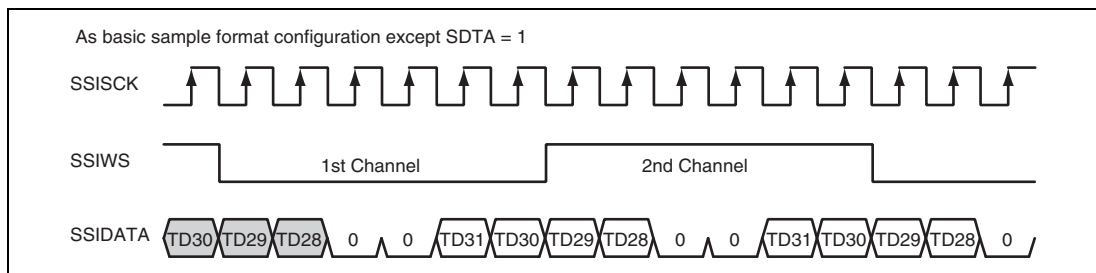 As basic sample format configuration except SDTA = 1
SSISCK
SSIWS 1st Channel 2nd Channel
SSIDATA TD30 TD29 TD28 0 0 TD31 TD30 TD29 TD28 0 0 TD31 TD30 TD29 TD28 0